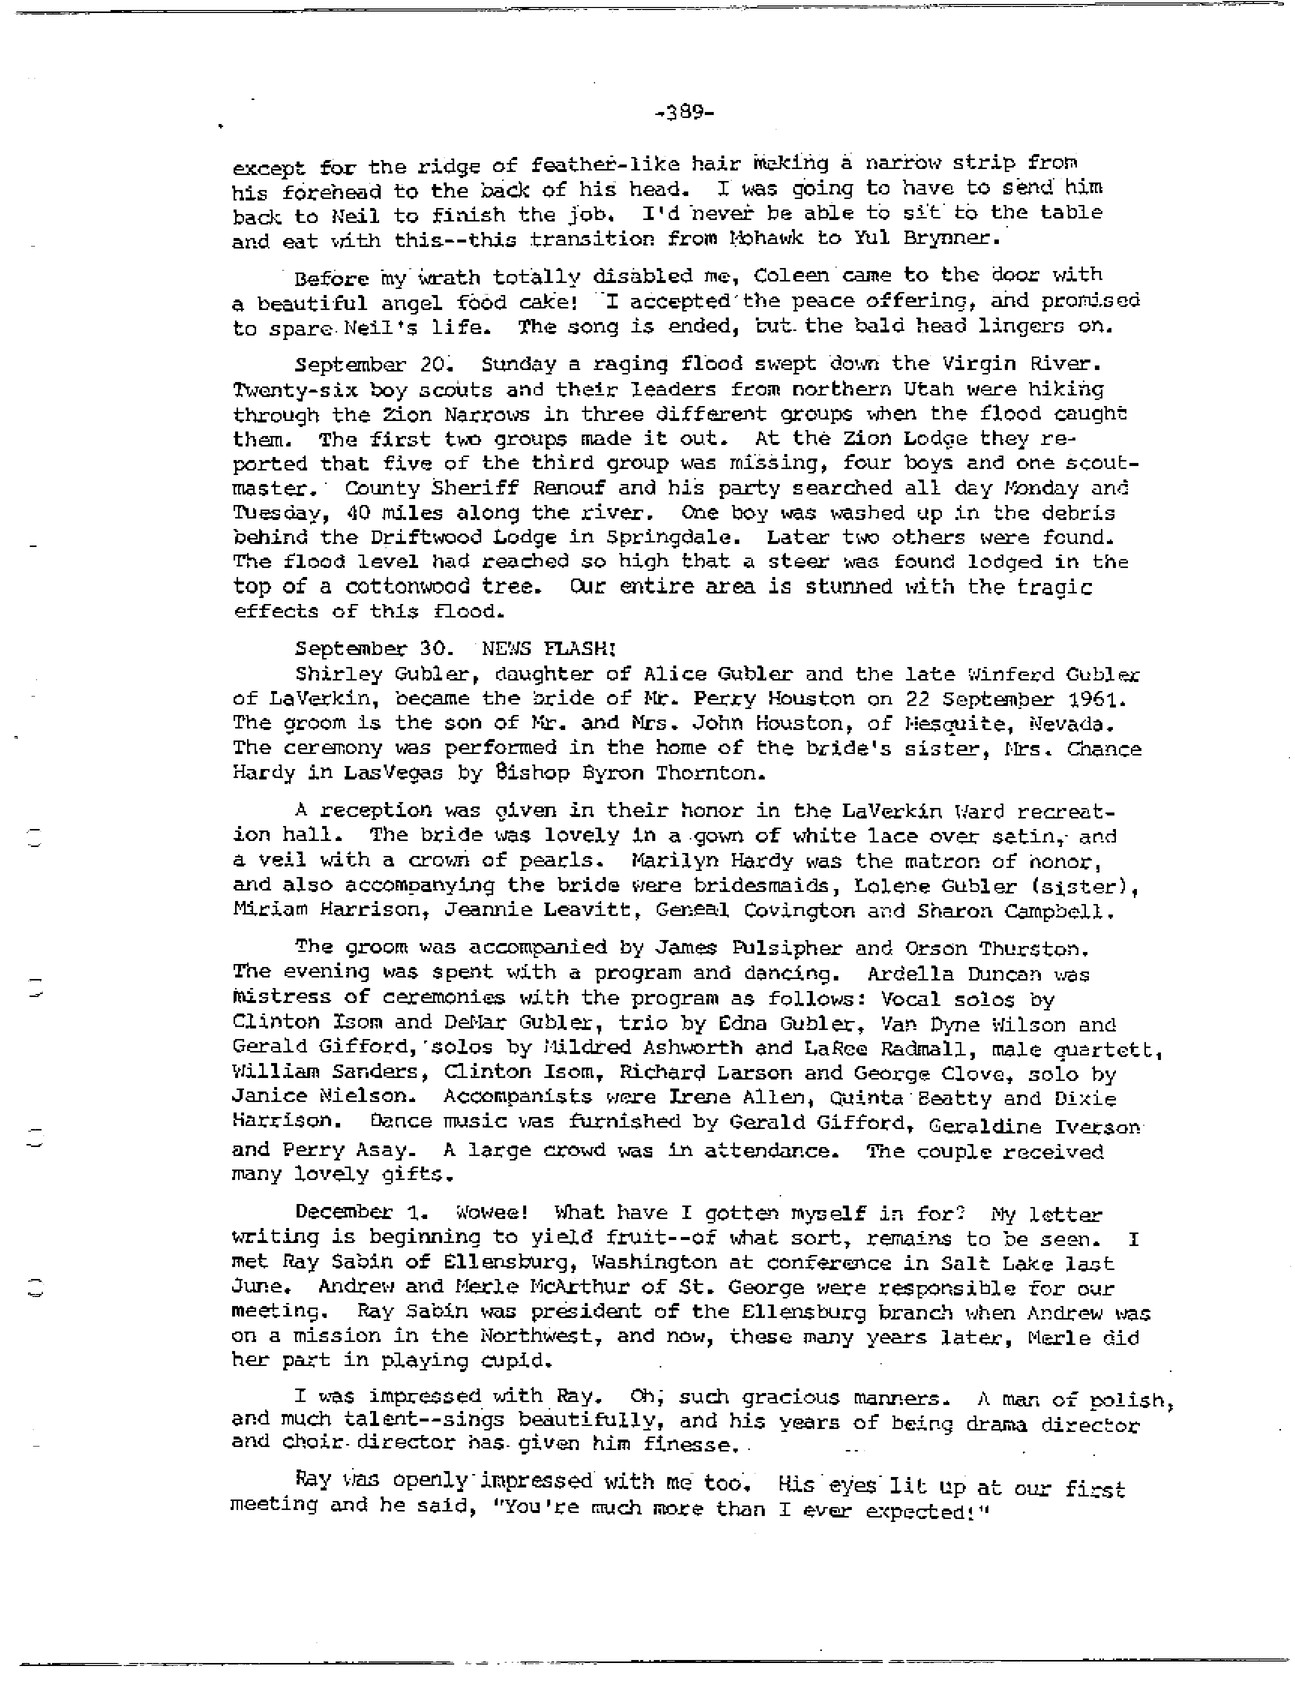 -389-
except for the ridge of feather-like hair making a narrow strip from
his forehead to the back of his head. I was going to have to send him
back to Neil to finish the job. I'd never be able to sit to the table
and eat with this--this transition from Mohawk to Yul Brynner.
Before my wrath totally disabled me, Coleen came to the door with
a beautiful angel food cake! I accepted the peace offering, and promised
to spare Neil's life. The song is ended, but the bald head lingers on.
September 20. Sunday a raging flood swept down the Virgin River.
Twenty-six boy scouts and their leaders from northern Utah were hiking
through the Zion Narrows in three different groups when the flood caught
them. The first two groups made it out. At the Zion Lodge they re-
ported that five of the third group was missing, four boys and one scout-
master. County Sheriff Renouf and his party searched all day Monday and
Tuesday, 40 miles along the river. One boy was washed up in the debris
behind the Driftwood Lodge in Springdale. Later two others were found.
The flood level had reached so high that a steer was found lodged in the
top of a cottonwood tree. Our entire area is stunned with the tragic
effects of this flood.
September 30. NEWS FLASH!
Shirley Gubler, daughter of Alice Gubler and the late Winferd Gubler
of LaVerkin, became the bride of Mr. Perry Houston on 22 September 1961.
The groom is the son of Mr. and Mrs. John Houston, of Mesquite, Nevada.
The ceremony was performed in the home of the bride's sister, Mrs. Chance
Hardy in LasVegas by Bishop Byron Thornton.
A reception was given in their honor in the LaVerkin Ward recreat-
ion hall. The bride was lovely in a gown of white lace over satin, and
a veil with a crown of pearls. Marilyn Hardy was the matron of honor,
and also accompanying the bride were bridesmaids, Lolene Gubler (sister),
Miriam Harrison, Jeannie Leavitt, Geneal Covington and Sharon Campbell.
The groom was accompanied by James Pulsipher and Orson Thurston.
The evening was spent with a program and dancing. Ardella Duncan was
mistress of ceremonies with the program as follows: Vocal solos by
Clinton Isom and DeMar Gubler, trio by Edna Gubler, Van Dyne Wilson and
Gerald Gifford, solos by Mildred Ashworth and LaRee Radmall, male quartett,
William Sanders, Clinton Isom, Richard Larson and George Clove, solo by
Janice Nielson. Accompanists were Irene Allen, Quinta Beatty and Dixie
Harrison. Dance music was furnished by Gerald Gifford, Geraldine Iverson
and Perry Asay. A large crowd was in attendance. The couple received
many lovely gifts.
December 1. Wowee! What have I gotten myself in for? My letter
writing is beginning to yield fruit--of what sort, remains to be seen. I
met Ray Sabin of Ellensburg, Washington at conference in Salt Lake last
June. Andrew and Merle McArthur of St. George were responsible for our
meeting. Ray Sabin was president of the Ellensburg branch when Andrew was
on a mission in the Northwest, and now, these many years later, Merle did
her part in playing cupid.
I was impressed with Ray. Oh, such gracious manners. A man of polish,
and much talent--sings beautifully, and his years of being drama director
and choir director has given him finesse.
Ray was openly impressed with me too. His eyes lit up at our first
meeting and he said, "You're much more than I ever expected!"